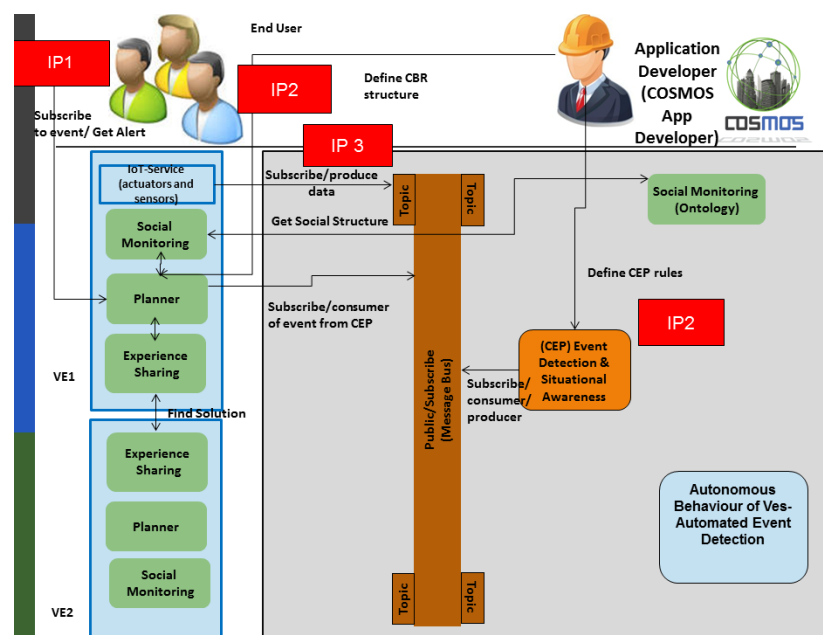 End User
IP1
IP2
Define CBR
structure
Application
Developer
(COSMOS
App
Developer)
COSMOS
Subscribe
to event/ Get Alert
IP 3
IoT-Service
(actuators and
sensors)
Subscribe/produce
data
Topic
Topic
Social Monitoring
(Ontology)
Social
Monitoring
Get Social Structure
Planner
Define CEP rules
Subscribe/consumer
of event from CEP
IP2
Experience
Sharing
(CEP) Event
Detection &
Situational
Awareness
VE1
Subscribe/
consumer/
producer
Public/Subscribe
(Message Bus)
Find Solution
Experience
Sharing
Planner
Autonomous
Behaviour of Ves-
Automated Event
Detection
Social
Monitoring
Topic
Topic
VE2